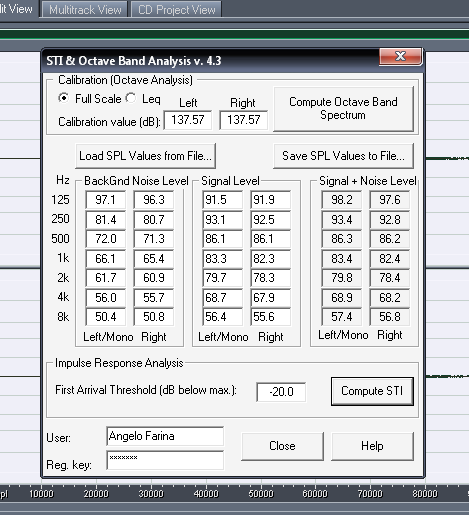 dit View Multitrack View CD Project View
STI & Octave Band Analysis v. 4.3
Calibration (Octave Analysis)
Full Scale Leq Left Right
Compute Octave Band Spectrum
Calibration value (dB): 137.57 137.57
Load SPL Values from File... Save SPL Values to File...
Hz BackGnd Noise Level Signal Level Signal + Noise Level
125 97.1 96.3 91.5 91.9 98.2 97.6
250 81.4 80.7 93.1 92.5 93.4 92.8
500 72.0 71.3 86.1 86.1 86.3 86.2
1k 66.1 65.4 83.3 82.3 83.4 82.4
2k 61.7 60.9 79.7 78.3 79.8 78.4
4k 56.0 55.7 68.7 67.9 68.9 68.2
8k 50.4 50.8 56.4 55.6 57.4 56.8
Left/Mono Right Left/Mono Right Left/Mono Right
Impulse Response Analysis
First Arrival Threshold (dB below max.): -20.0 Compute STI
User: Angelo Farina
Close Help
Reg. key: *******
pl 10000 20000 30000 40000 50000 60000 70000 80000